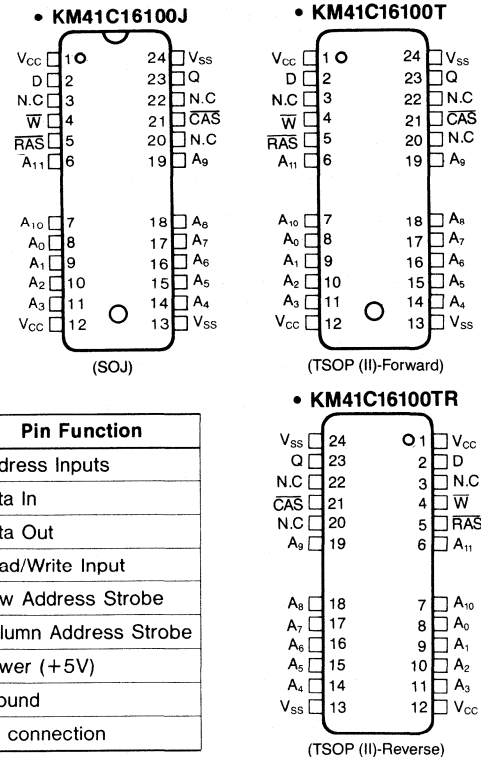 • KM41C16100J
VCC 1 24 VSS
D 2 23 Q
N.C 3 22 N.C
W 4 21 CAS
RAS 5 20 N.C
A11 6 19 A9
A10 7 18 A8
A0 8 17 A7
A1 9 16 A6
A2 10 15 A5
A3 11 14 A4
VCC 12 13 VSS
(SOJ)
• KM41C16100T
VCC 1 24 VSS
D 2 23 Q
N.C 3 22 N.C
W 4 21 CAS
RAS 5 20 N.C
A11 6 19 A9
A10 7 18 A8
A0 8 17 A7
A1 9 16 A6
A2 10 15 A5
A3 11 14 A4
VCC 12 13 VSS
(TSOP (II)-Forward)
Pin Function
dress Inputs
ta In
ta Out
ad/Write Input
w Address Strobe
lumn Address Strobe
wer (+5V)
ound
connection
• KM41C16100TR
VSS 24 1 VCC
Q 23 2 D
N.C 22 3 N.C
CAS 21 4 W
N.C 20 5 RAS
A9 19 6 A11
A8 18 7 A10
A7 17 8 A0
A6 16 9 A1
A5 15 10 A2
A4 14 11 A3
VSS 13 12 VCC
(TSOP (II)-Reverse)